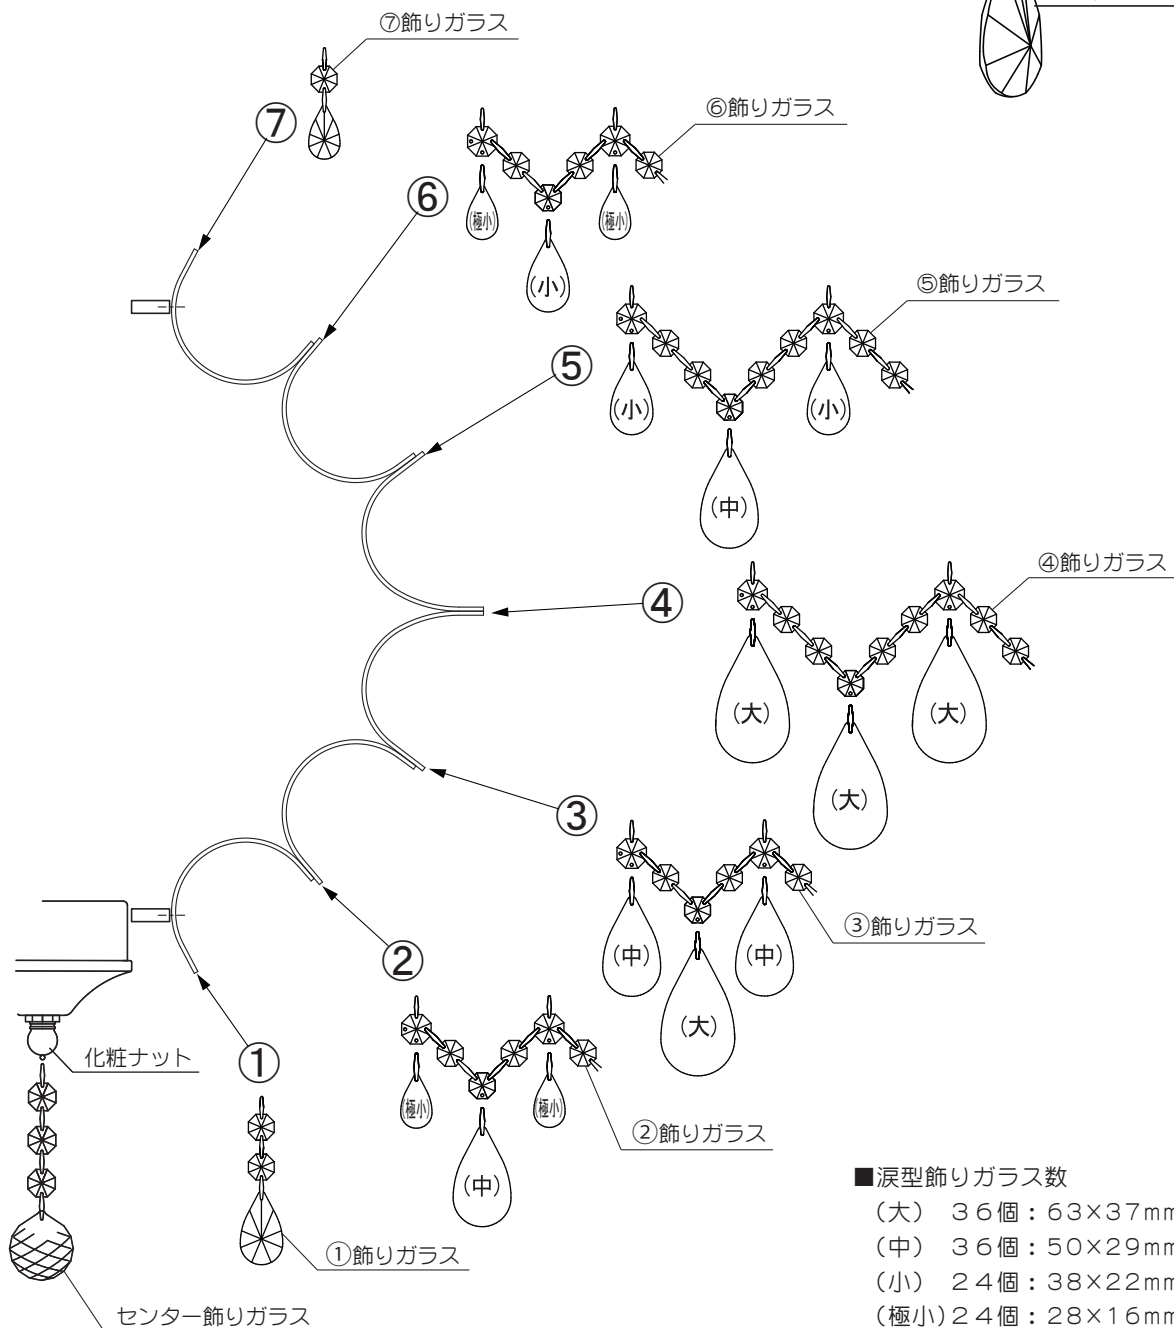 ⑦飾りガラス
⑦
⑥飾りガラス
⑥
(極小)
(極小)
(小)
⑤飾りガラス
⑤
(小)
(小)
(中)
④飾りガラス
④
(大)
(大)
(大)
③
③飾りガラス
(中)
(中)
(大)
②
②飾りガラス
(極小)
(極小)
(中)
化粧ナット
①
①飾りガラス
センター飾りガラス
■涙型飾りガラス数
(大) 36個：63×37mm
(中) 36個：50×29mm
(小) 24個：38×22mm
(極小)24個：28×16mm